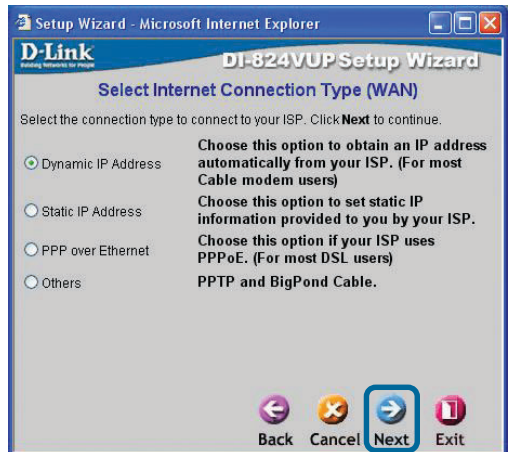 Setup Wizard - Microsoft Internet Explorer
D-Link
Building Networks for People
DI-824VUP Setup Wizard
Select Internet Connection Type (WAN)
Select the connection type to connect to your ISP. Click Next to continue.
Dynamic IP Address
Choose this option to obtain an IP address
automatically from your ISP. (For most
Cable modem users)
Static IP Address
Choose this option to set static IP
information provided to you by your ISP.
PPP over Ethernet
Choose this option if your ISP uses
PPPoE. (For most DSL users)
Others
PPTP and BigPond Cable.
Back Cancel Next Exit